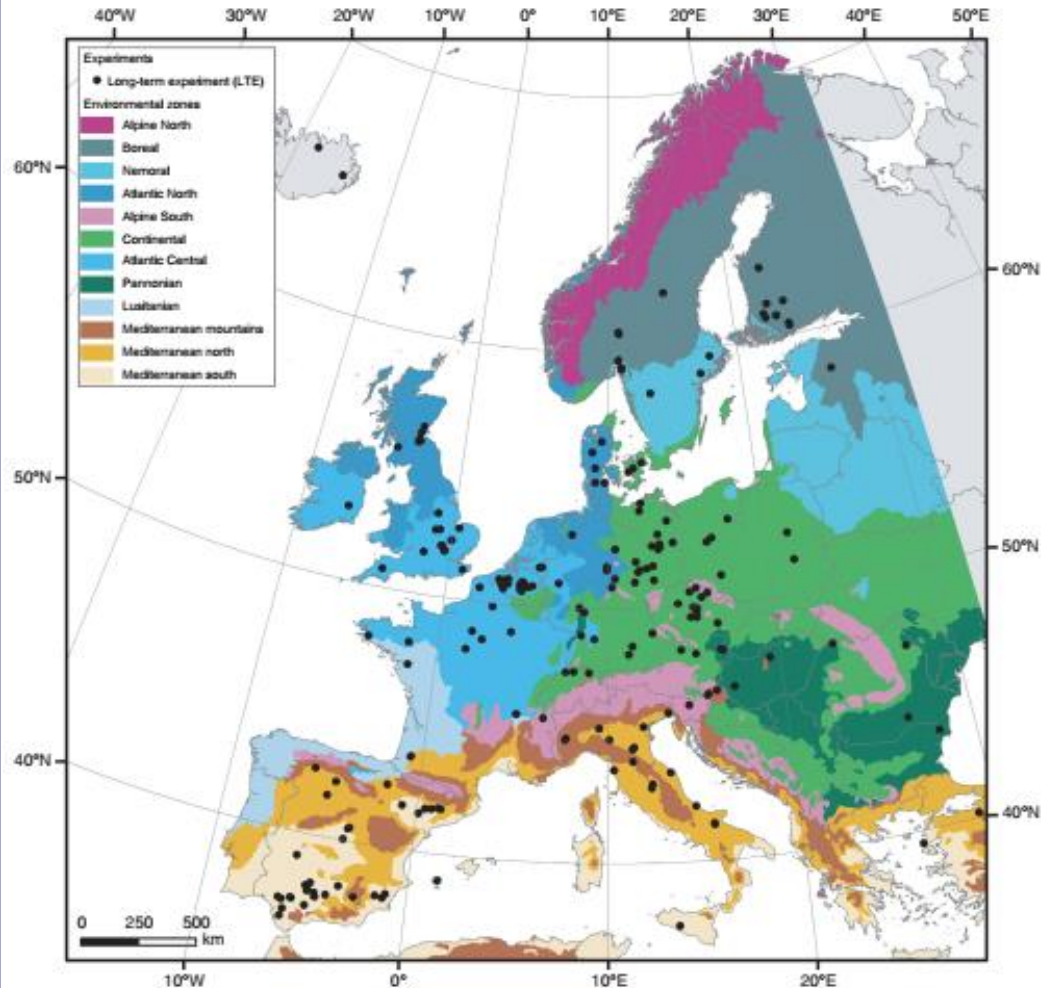 40°W 30°W 20°W 10°W 0° 10°E 20°E 30°E 40°E 50°E
Experiments
Long-term experiment (LTE)
Environmental zones
Alpine North
Boreal
Nemoral
Atlantic North
Alpine South
Continental
Atlantic Central
Pannonian
Lusitanian
Mediterranean mountains
Mediterranean north
Mediterranean south
60°N
60°N
50°N
50°N
40°N
40°N
0 250 500
km
10°W 0° 10°E 20°E